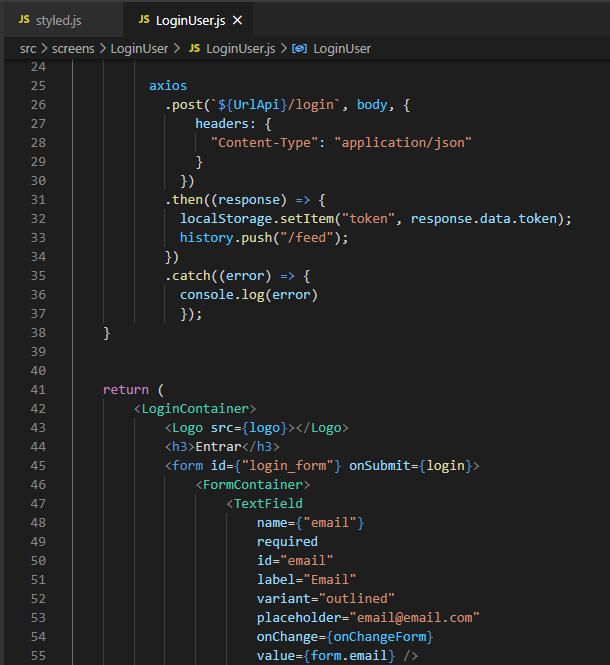 JS styled.js JS LoginUser.js ×
src > screens > LoginUser > JS LoginUser.js > LoginUser
24
25 axios
26 .post(`${UrlApi}/login`, body, {
27 headers: {
28 "Content-Type": "application/json"
29 }
30 })
31 .then((response) => {
32 localStorage.setItem("token", response.data.token);
33 history.push("/feed");
34 })
35 .catch((error) => {
36 console.log(error)
37 });
38 }
39
40
41 return (
42 <LoginContainer>
43 <Logo src={logo}></Logo>
44 <h3>Entrar</h3>
45 <form id={"login_form"} onSubmit={login}>
46 <FormContainer>
47 <TextField
48 name={"email"}
49 required
50 id="email"
51 label="Email"
52 variant="outlined"
53 placeholder="email@email.com"
54 onChange={onChangeForm}
55 value={form.email} />